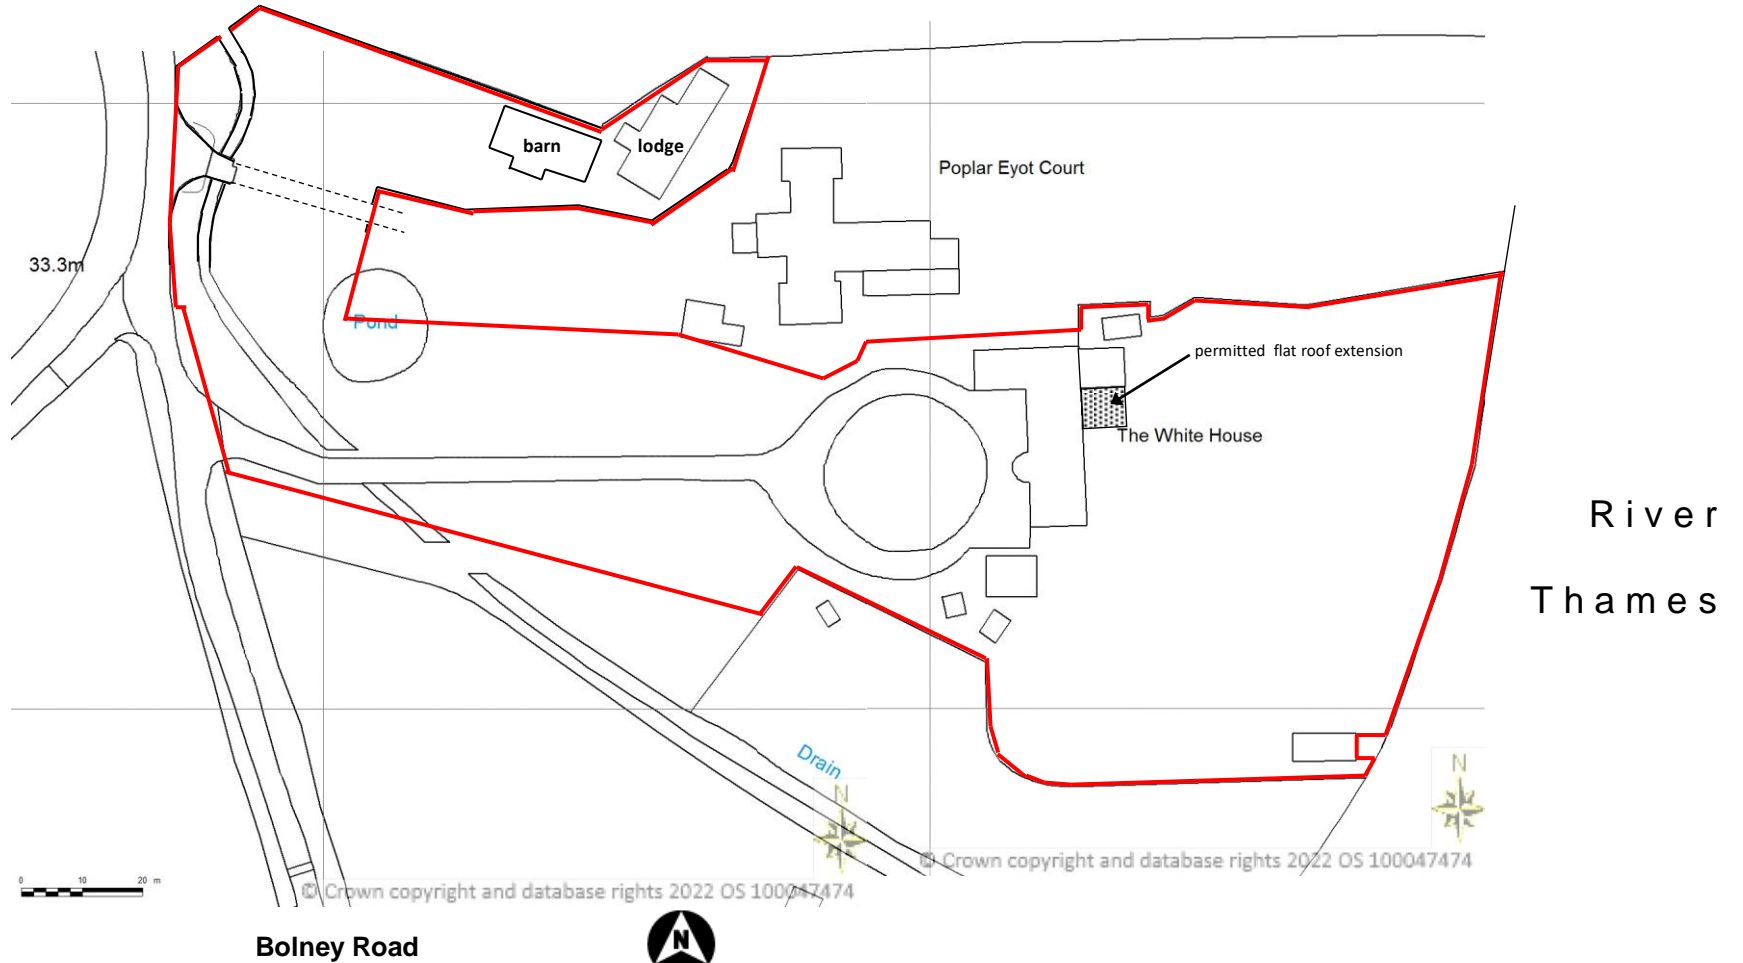 barn
lodge
Poplar Eyot Court
33.3m
Pond
permitted flat roof extension
The White House
River
Thames
Drain
N
N
© Crown copyright and database rights 2022 OS 100047474
0 10 20 m
© Crown copyright and database rights 2022 OS 100047474
Bolney Road
N